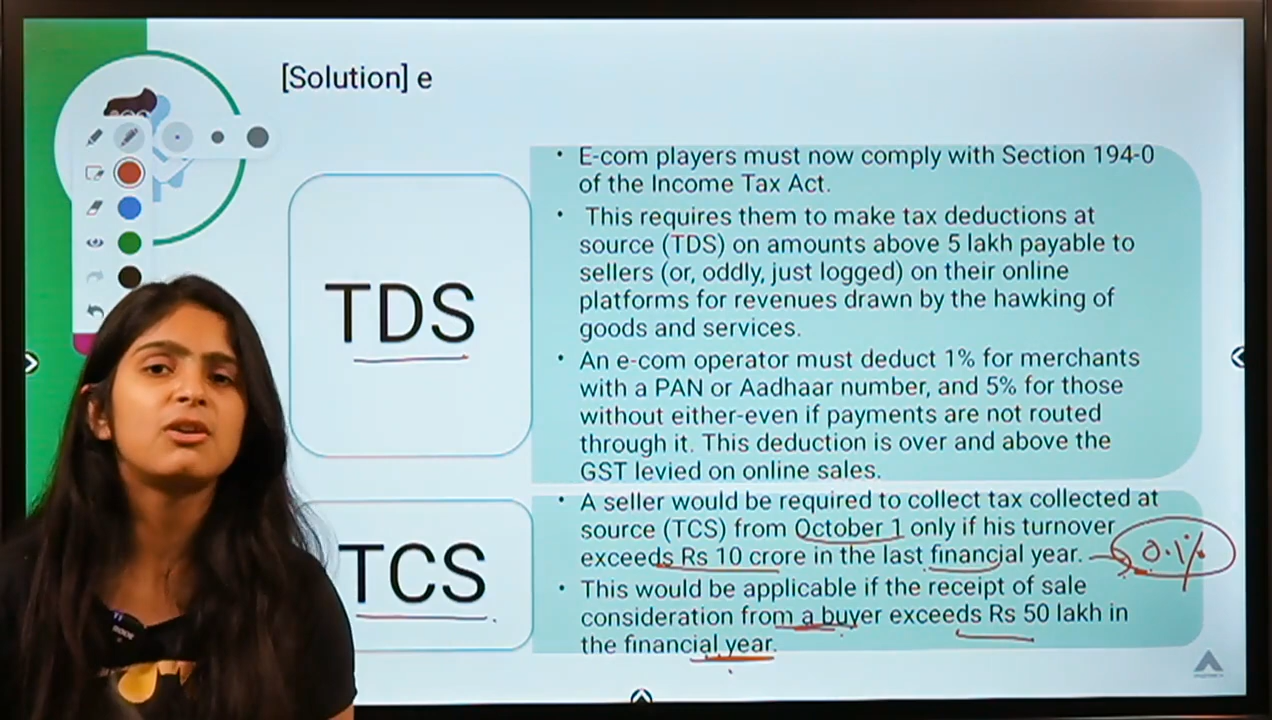 [Solution] e
• E-com players must now comply with Section 194-0
of the Income Tax Act.
• This requires them to make tax deductions at
source (TDS) on amounts above 5 lakh payable to
sellers (or, oddly, just logged) on their online
platforms for revenues drawn by the hawking of
goods and services.
• An e-com operator must deduct 1% for merchants
with a PAN or Aadhaar number, and 5% for those
without either-even if payments are not routed
through it. This deduction is over and above the
GST levied on online sales.
TDS
• A seller would be required to collect tax collected at
source (TCS) from October 1 only if his turnover
exceeds Rs 10 crore in the last financial year.
0.1%
• This would be applicable if the receipt of sale
consideration from a buyer exceeds Rs 50 lakh in
the financial year.
TCS